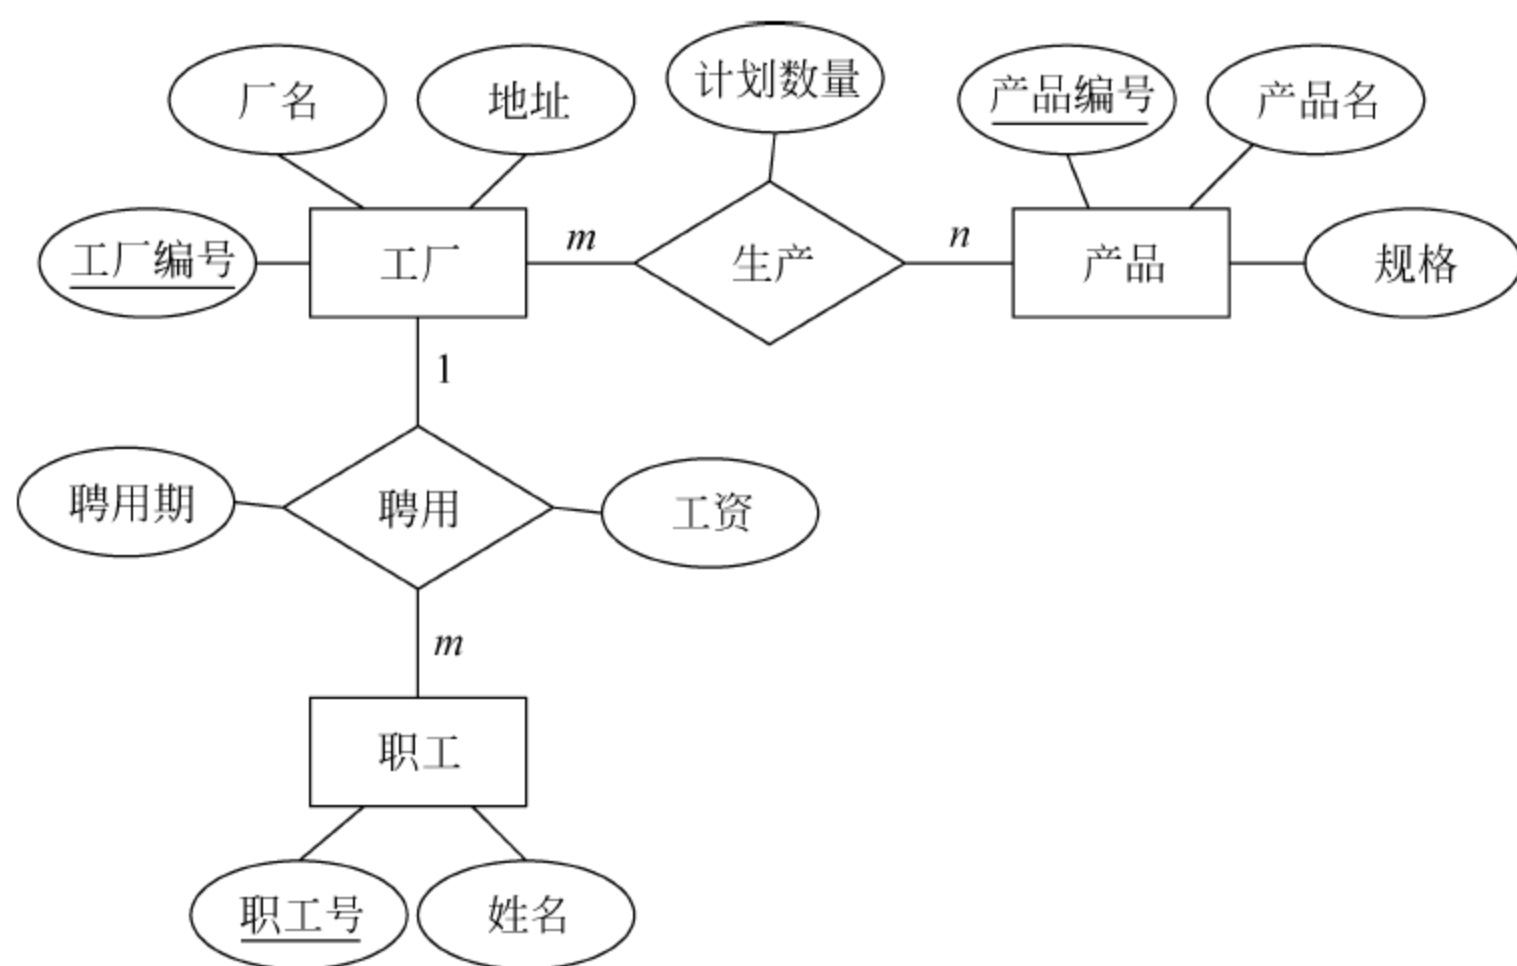 计划数量
厂名
地址
产品编号
产品名
工厂编号
工厂
m
生产
n
产品
规格
1
聘用期
聘用
工资
m
职工
职工号
姓名